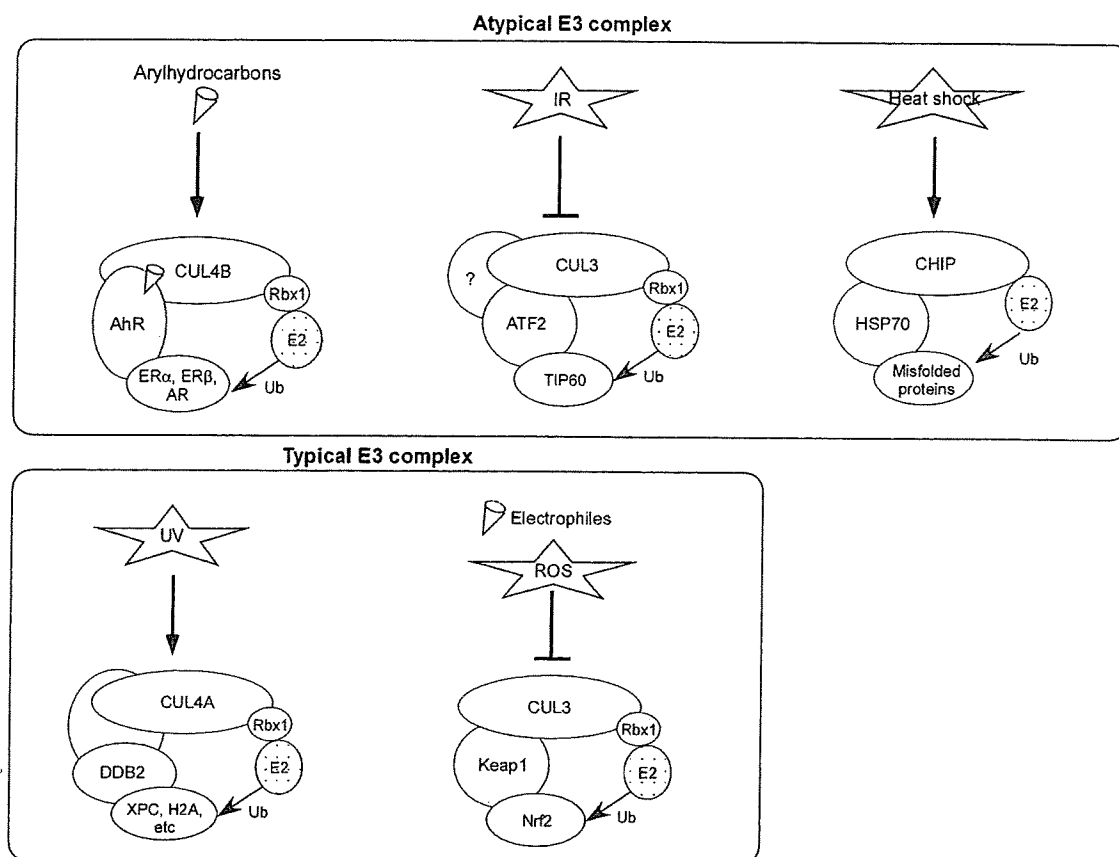 Atypical E3 complex
Arylhydrocarbons
IR
Heat shock
CUL4B
Rbx1
AhR
E2
ERα, ERβ,
AR
Ub
?
CUL3
Rbx1
ATF2
E2
TIP60
Ub
CHIP
HSP70
E2
Misfolded
proteins
Ub
Typical E3 complex
UV
Electrophiles
ROS
CUL4A
Rbx1
DDB2
E2
XPC, H2A,
etc
Ub
CUL3
Rbx1
Keap1
E2
Nrf2
Ub